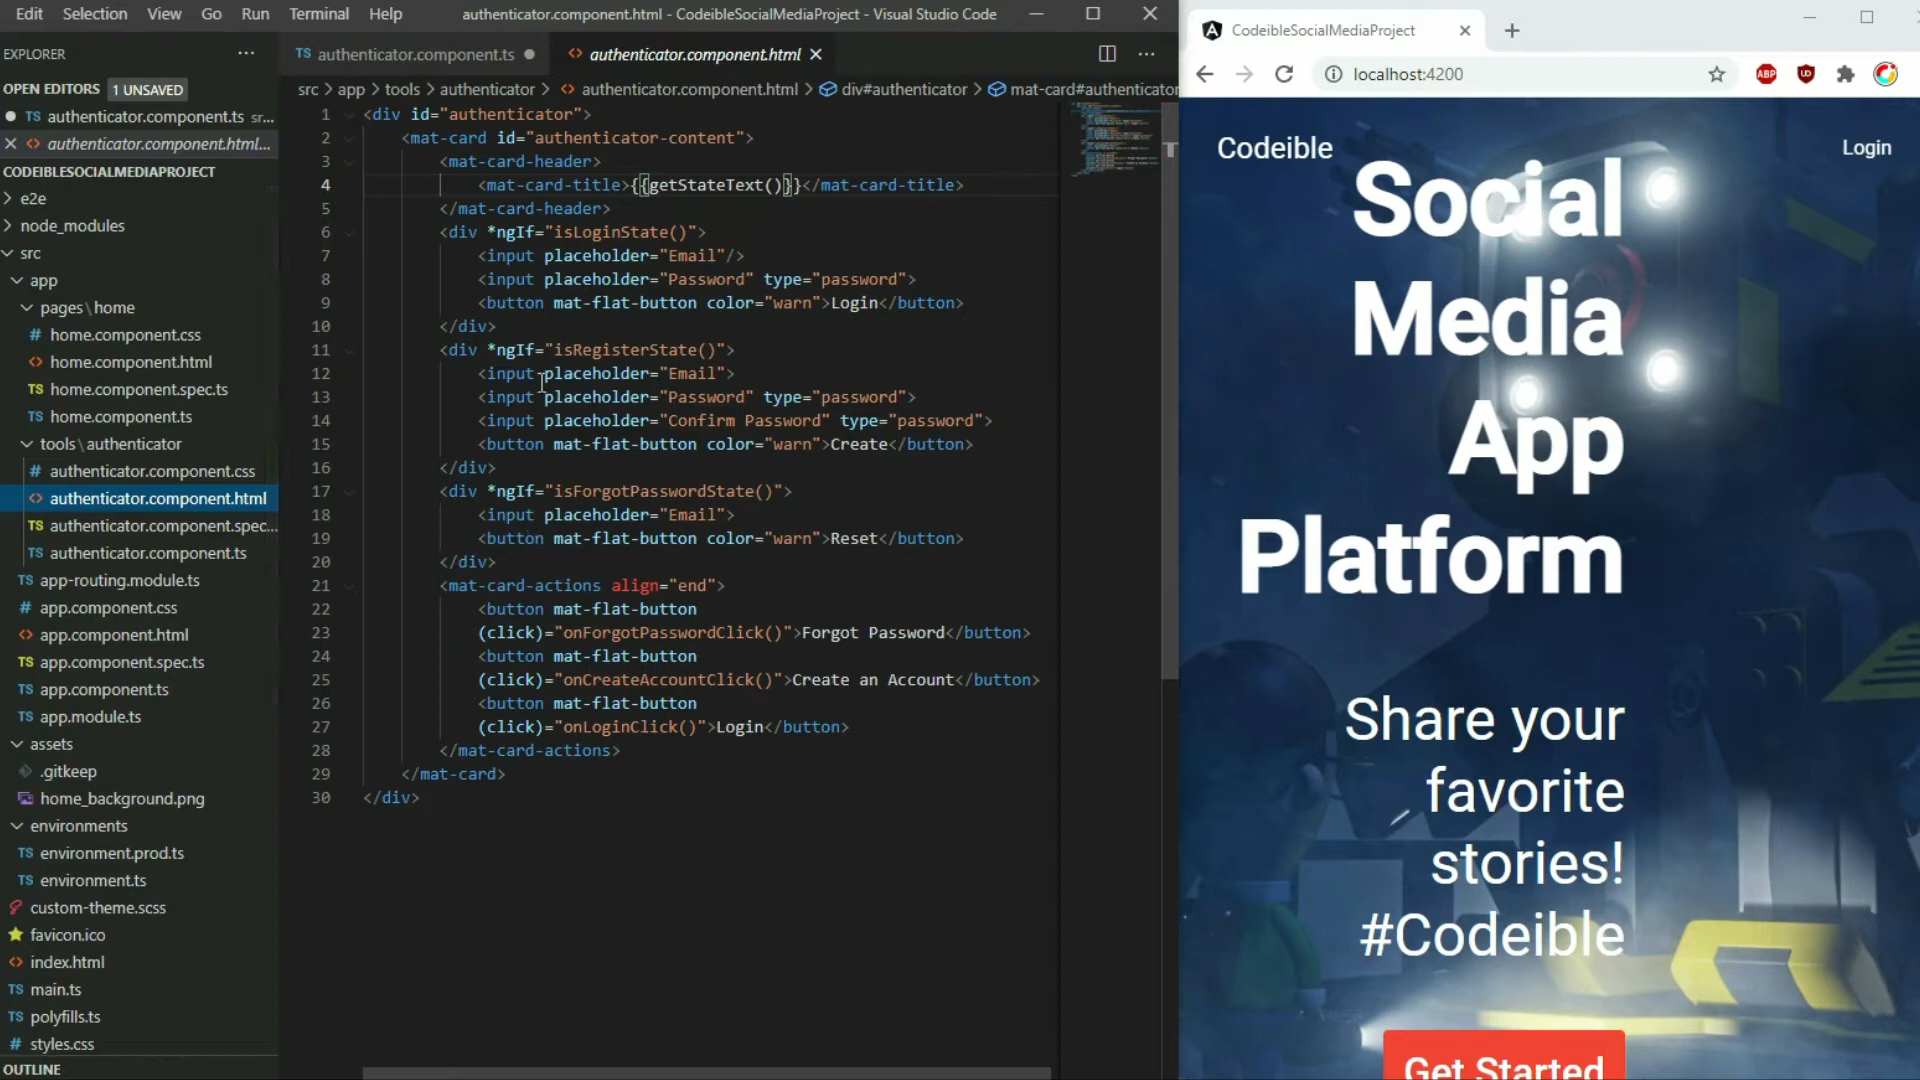 Edit Selection View Go Run Terminal Help authenticator.component.html - CodeibleSocialMediaProject - Visual Studio Code
EXPLORER
OPEN EDITORS 1 UNSAVED
TS authenticator.component.ts sr...
<> authenticator.component.html...
CODEIBLESOCIALMEDIAPROJECT
e2e
node_modules
src
app
pages\home
# home.component.css
<> home.component.html
TS home.component.spec.ts
TS home.component.ts
tools\authenticator
# authenticator.component.css
<> authenticator.component.html
TS authenticator.component.spec...
TS authenticator.component.ts
TS app-routing.module.ts
# app.component.css
<> app.component.html
TS app.component.spec.ts
TS app.component.ts
TS app.module.ts
assets
.gitkeep
home_background.png
environments
TS environment.prod.ts
TS environment.ts
custom-theme.scss
favicon.ico
<> index.html
TS main.ts
TS polyfills.ts
# styles.css
OUTLINE
TS authenticator.component.ts
<> authenticator.component.html
src > app > tools > authenticator > <> authenticator.component.html > div#authenticator > mat-card#authenticator
1 <div id="authenticator">
2 <mat-card id="authenticator-content">
3 <mat-card-header>
4 <mat-card-title>{{getStateText()}}</mat-card-title>
5 </mat-card-header>
6 <div *ngIf="isLoginState()">
7 <input placeholder="Email"/>
8 <input placeholder="Password" type="password">
9 <button mat-flat-button color="warn">Login</button>
10 </div>
11 <div *ngIf="isRegisterState()">
12 <input placeholder="Email">
13 <input placeholder="Password" type="password">
14 <input placeholder="Confirm Password" type="password">
15 <button mat-flat-button color="warn">Create</button>
16 </div>
17 <div *ngIf="isForgotPasswordState()">
18 <input placeholder="Email">
19 <button mat-flat-button color="warn">Reset</button>
20 </div>
21 <mat-card-actions align="end">
22 <button mat-flat-button
23 (click)="onForgotPasswordClick()">Forgot Password</button>
24 <button mat-flat-button
25 (click)="onCreateAccountClick()">Create an Account</button>
26 <button mat-flat-button
27 (click)="onLoginClick()">Login</button>
28 </mat-card-actions>
29 </mat-card>
30 </div>
CodeibleSocialMediaProject
localhost:4200
ABP
Codeible Login
Social
Media
App
Platform
Share your
favorite
stories!
#Codeible
Get Started